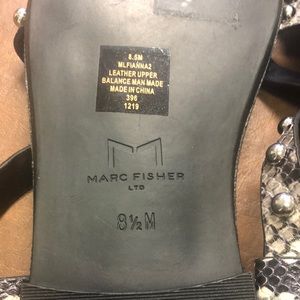 8.5M
MLFIANNA2
LEATHER UPPER
BALANCE MAN MADE
MADE IN CHINA
396
1219
MARC FISHER
LTD
8½M